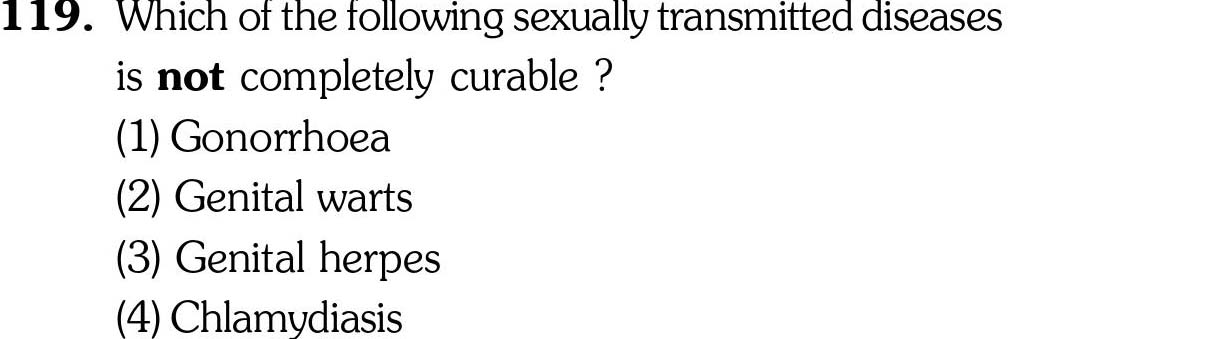 119. Which of the following sexually transmitted diseases
is not completely curable ?
(1) Gonorrhoea
(2) Genital warts
(3) Genital herpes
(4) Chlamydiasis